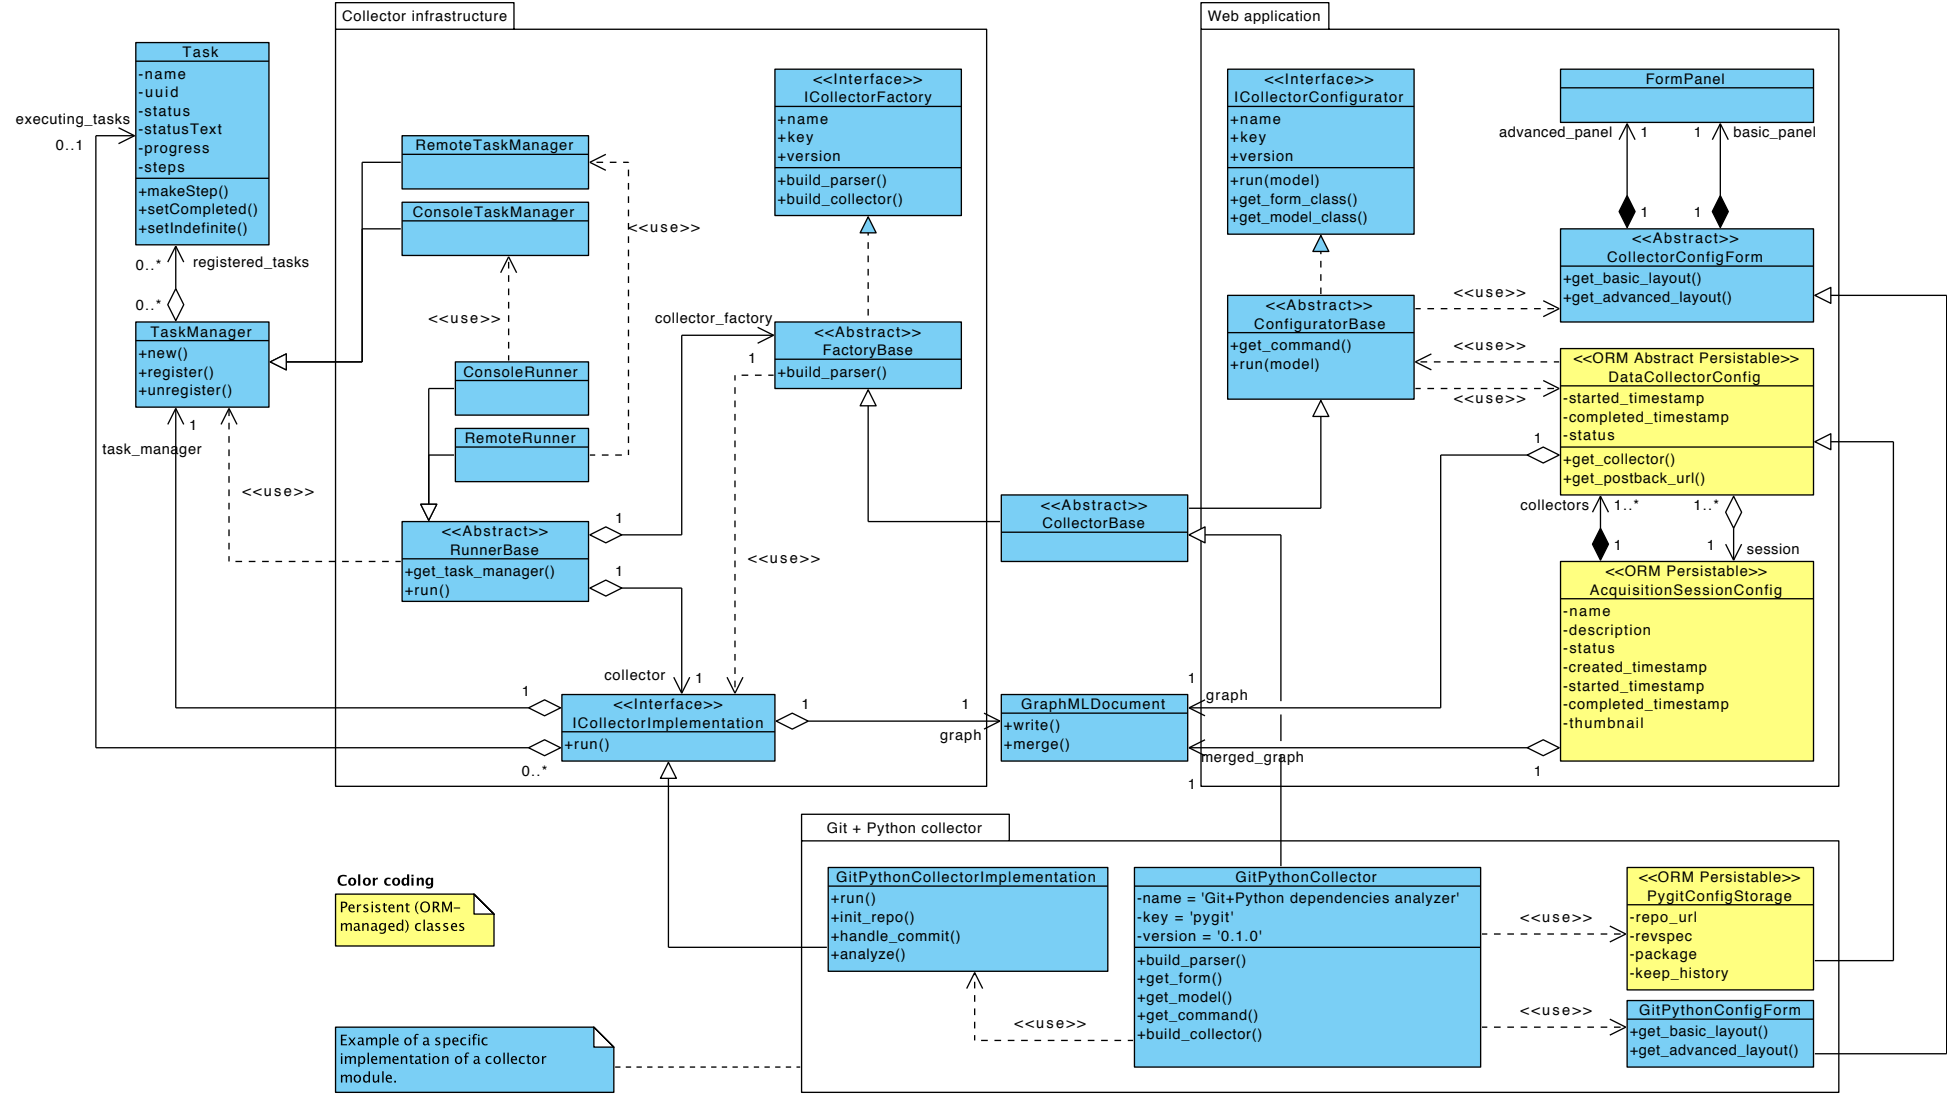 Collector infrastructure
Web application
Task
-name
-uuid
-status
-statusText
-progress
-steps
+makeStep()
+setCompleted()
+setIndefinite()
executing_tasks
0..1
0..*
registered_tasks
0..*
TaskManager
+new()
+register()
+unregister()
1
task_manager
<<use>>
RemoteTaskManager
ConsoleTaskManager
<<use>>
<<use>>
ConsoleRunner
RemoteRunner
<<Abstract>>
RunnerBase
+get_task_manager()
+run()
1
1
<<Interface>>
ICollectorFactory
+name
+key
+version
+build_parser()
+build_collector()
collector_factory
1
<<Abstract>>
FactoryBase
+build_parser()
<<use>>
collector
1
1
0..*
<<Interface>>
ICollectorImplementation
+run()
1
1
graph
<<Abstract>>
CollectorBase
GraphMLDocument
+write()
+merge()
1
graph
merged_graph
1
<<Interface>>
ICollectorConfigurator
+name
+key
+version
+run(model)
+get_form_class()
+get_model_class()
<<Abstract>>
ConfiguratorBase
+get_command()
+run(model)
<<use>>
<<use>>
<<use>>
FormPanel
advanced_panel
1
1
basic_panel
1
1
<<Abstract>>
CollectorConfigForm
+get_basic_layout()
+get_advanced_layout()
<<ORM Abstract Persistable>>
DataCollectorConfig
-started_timestamp
-completed_timestamp
-status
+get_collector()
+get_postback_url()
1
collectors
1..*
1..*
1
1
session
<<ORM Persistable>>
AcquisitionSessionConfig
-name
-description
-status
-created_timestamp
-started_timestamp
-completed_timestamp
-thumbnail
1
Git + Python collector
GitPythonCollectorImplementation
+run()
+init_repo()
+handle_commit()
+analyze()
<<use>>
GitPythonCollector
-name = 'Git+Python dependencies analyzer'
-key = 'pygit'
-version = '0.1.0'
+build_parser()
+get_form()
+get_model()
+get_command()
+build_collector()
<<use>>
<<use>>
<<ORM Persistable>>
PygitConfigStorage
-repo_url
-revspec
-package
-keep_history
GitPythonConfigForm
+get_basic_layout()
+get_advanced_layout()
Color coding
Persistent (ORM-
managed) classes
Example of a specific
implementation of a collector
module.